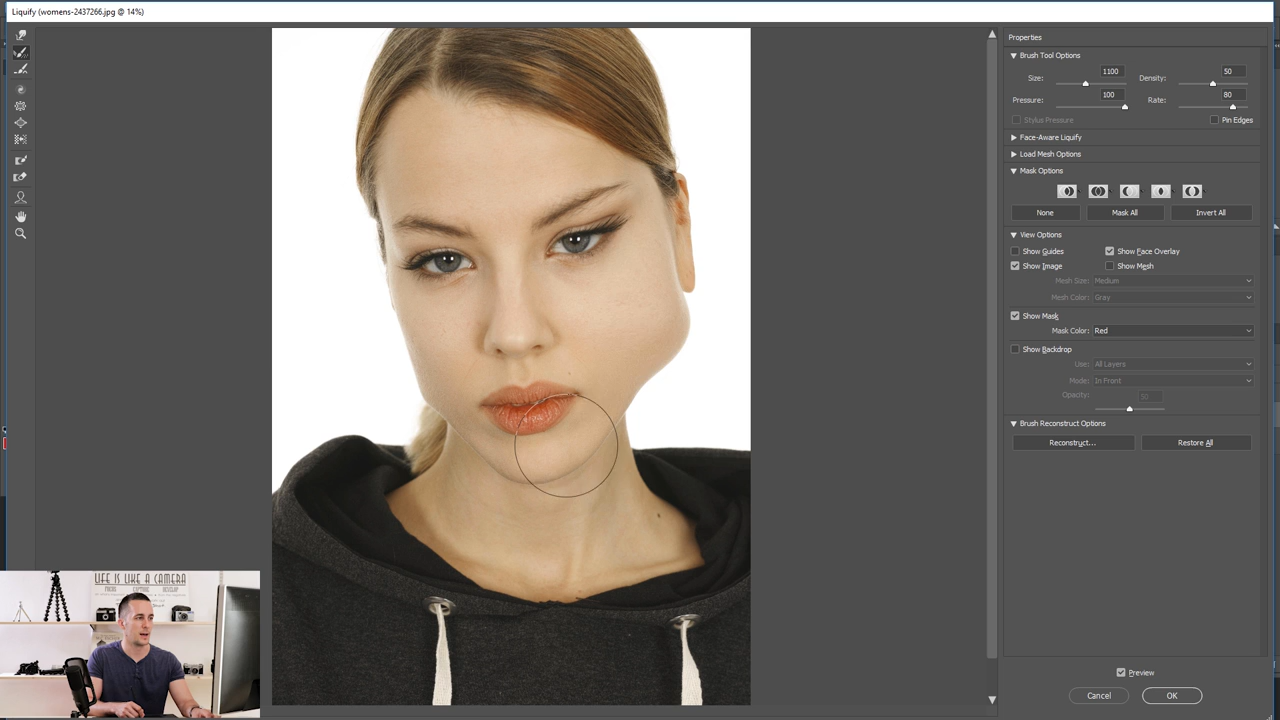 Liquify (womens-2437266.jpg @ 14%)
Properties
Brush Tool Options
Size: 1100 Density: 50
Pressure: 100 Rate: 80
Stylus Pressure Pin Edges
Face-Aware Liquify
Load Mesh Options
Mask Options
None Mask All Invert All
View Options
Show Guides Show Face Overlay
Show Image Show Mesh
Mesh Size: Medium
Mesh Color: Gray
Show Mask
Mask Color: Red
Show Backdrop
Use: All Layers
Mode: In Front
Opacity: 50
Brush Reconstruct Options
Reconstruct... Restore All
LIFE IS LIKE A CAMERA
FOCUS CAPTURE DEVELOP
Preview
Cancel OK